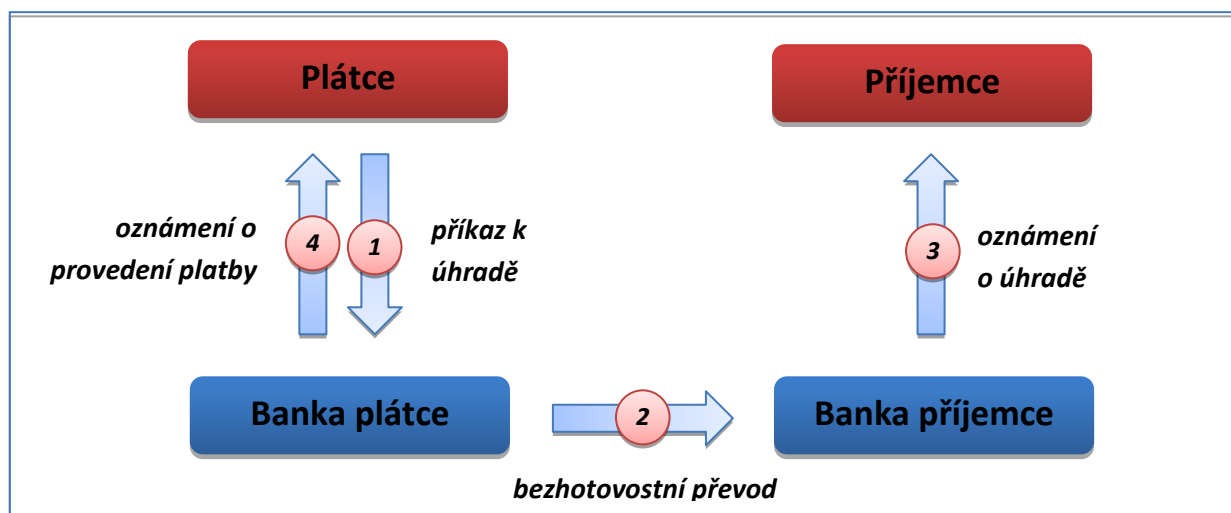 Plátce
Příjemce
oznámení o
provedení platby
4
1
příkaz k
úhradě
3
oznámení
o úhradě
Banka plátce
2
Banka příjemce
bezhotovostní převod